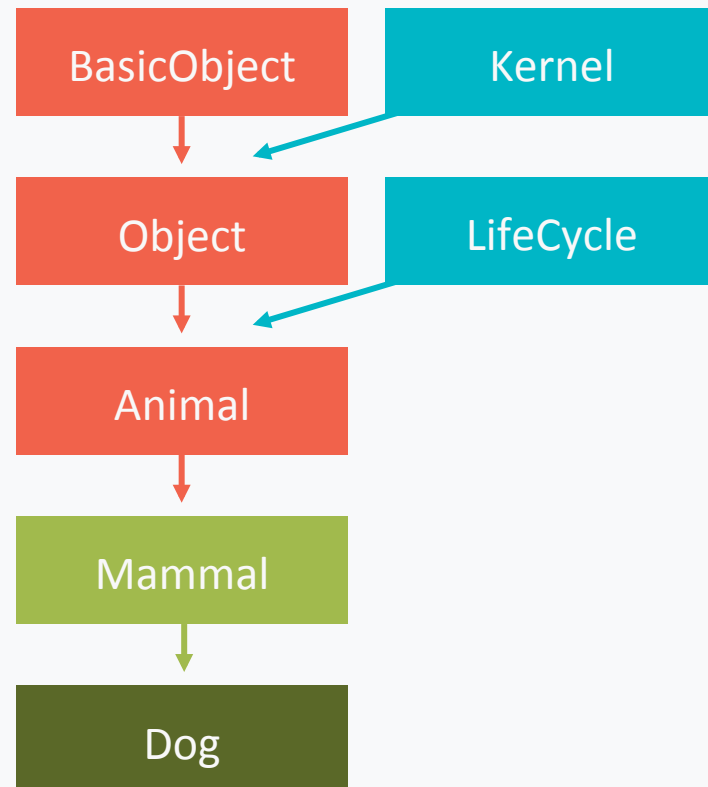 BasicObject
Kernel
Object
LifeCycle
Animal
Mammal
Dog